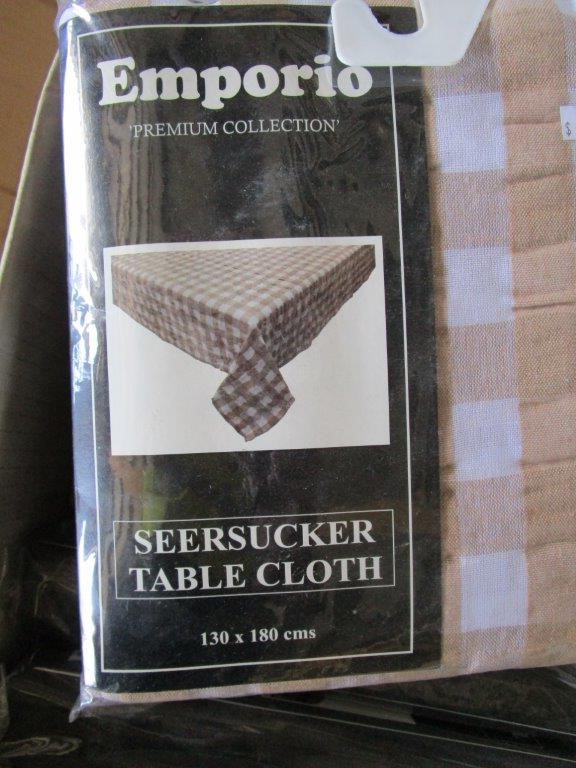 Emporio
'PREMIUM COLLECTION'
SEERSUCKER
TABLE CLOTH
130 x 180 cms
$